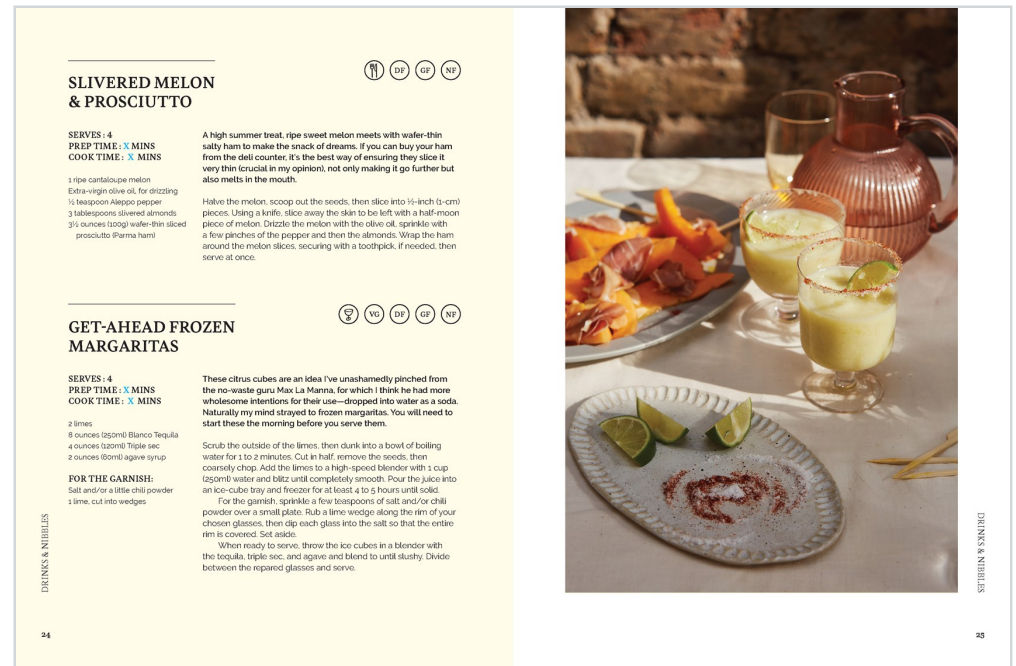 SLIVERED MELON
& PROSCIUTTO
DF GF NF
SERVES : 4
PREP TIME : X MINS
COOK TIME : X MINS
1 ripe cantaloupe melon
Extra-virgin olive oil, for drizzling
½ teaspoon Aleppo pepper
3 tablespoons slivered almonds
3½ ounces (100g) wafer-thin sliced
prosciutto (Parma ham)
A high summer treat, ripe sweet melon meets with wafer-thin
salty ham to make the snack of dreams. If you can buy your ham
from the deli counter, it's the best way of ensuring they slice it
very thin (crucial in my opinion), not only making it go further but
also melts in the mouth.
Halve the melon, scoop out the seeds, then slice into ½-inch (1-cm)
pieces. Using a knife, slice away the skin to be left with a half-moon
piece of melon. Drizzle the melon with the olive oil, sprinkle with
a few pinches of the pepper and then the almonds. Wrap the ham
around the melon slices, securing with a toothpick, if needed, then
serve at once.
GET-AHEAD FROZEN
MARGARITAS
VG DF GF NF
SERVES : 4
PREP TIME : X MINS
COOK TIME : X MINS
2 limes
8 ounces (250ml) Blanco Tequila
4 ounces (120ml) Triple sec
2 ounces (60ml) agave syrup
FOR THE GARNISH:
Salt and/or a little chili powder
1 lime, cut into wedges
These citrus cubes are an idea I've unashamedly pinched from
the no-waste guru Max La Manna, for which I think he had more
wholesome intentions for their use—dropped into water as a soda.
Naturally my mind strayed to frozen margaritas. You will need to
start these the morning before you serve them.
Scrub the outside of the limes, then dunk into a bowl of boiling
water for 1 to 2 minutes. Cut in half, remove the seeds, then
coarsely chop. Add the limes to a high-speed blender with 1 cup
(250ml) water and blitz until completely smooth. Pour the juice into
an ice-cube tray and freezer for at least 4 to 5 hours until solid.
For the garnish, sprinkle a few teaspoons of salt and/or chili
powder over a small plate. Rub a lime wedge along the rim of your
chosen glasses, then dip each glass into the salt so that the entire
rim is covered. Set aside.
When ready to serve, throw the ice cubes in a blender with
the tequila, triple sec, and agave and blend to until slushy. Divide
between the repared glasses and serve.
DRINKS & NIBBLES
24
DRINKS & NIBBLES
25